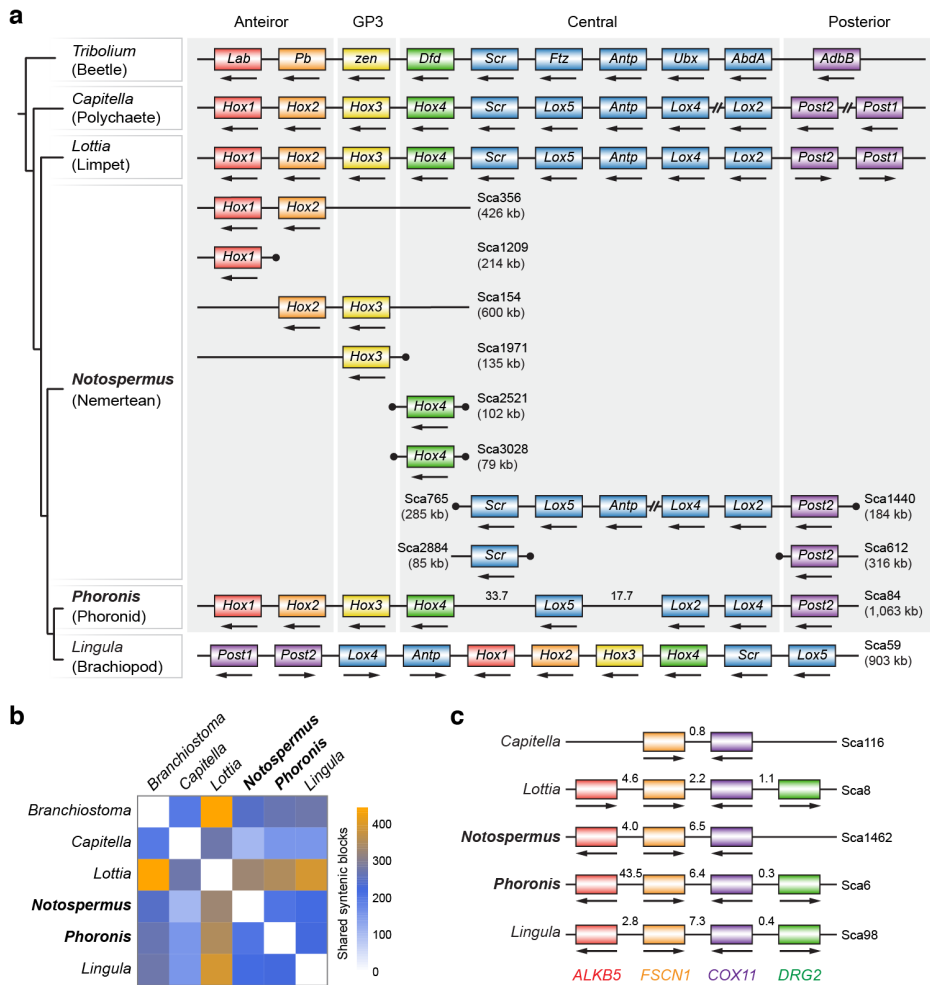 a
Anteiror GP3 Central Posterior
Tribolium
(Beetle)
Lab Pb zen Dfd Scr Ftz Antp Ubx AbdA AdbB
Capitella
(Polychaete)
Hox1 Hox2 Hox3 Hox4 Scr Lox5 Antp Lox4 Lox2 Post2 Post1
Lottia
(Limpet)
Hox1 Hox2 Hox3 Hox4 Scr Lox5 Antp Lox4 Lox2 Post2 Post1
Notospermus
(Nemertean)
Hox1 Hox2 Sca356
(426 kb)
Hox1 Sca1209
(214 kb)
Hox2 Hox3 Sca154
(600 kb)
Hox3 Sca1971
(135 kb)
Hox4 Sca2521
(102 kb)
Hox4 Sca3028
(79 kb)
Sca765 Scr Lox5 Antp Lox4 Lox2 Post2 Sca1440
(285 kb) (184 kb)
Sca2884 Scr Post2 Sca612
(85 kb) (316 kb)
Phoronis
(Phoronid)
33.7 17.7
Hox1 Hox2 Hox3 Hox4 Lox5 Lox2 Lox4 Post2 Sca84
(1,063 kb)
Lingula
(Brachiopod)
Post1 Post2 Lox4 Antp Hox1 Hox2 Hox3 Hox4 Scr Lox5 Sca59
(903 kb)
b
Branchiostoma Capitella Lottia Notospermus Phoronis Lingula
Branchiostoma
Capitella
Lottia
Notospermus
Phoronis
Lingula
400
300
200
100
0
Shared syntenic blocks
c
Capitella 0.8 Sca116
Lottia 4.6 2.2 1.1 Sca8
Notospermus 4.0 6.5 Sca1462
Phoronis 43.5 6.4 0.3 Sca6
Lingula 2.8 7.3 0.4 Sca98
ALKB5 FSCN1 COX11 DRG2